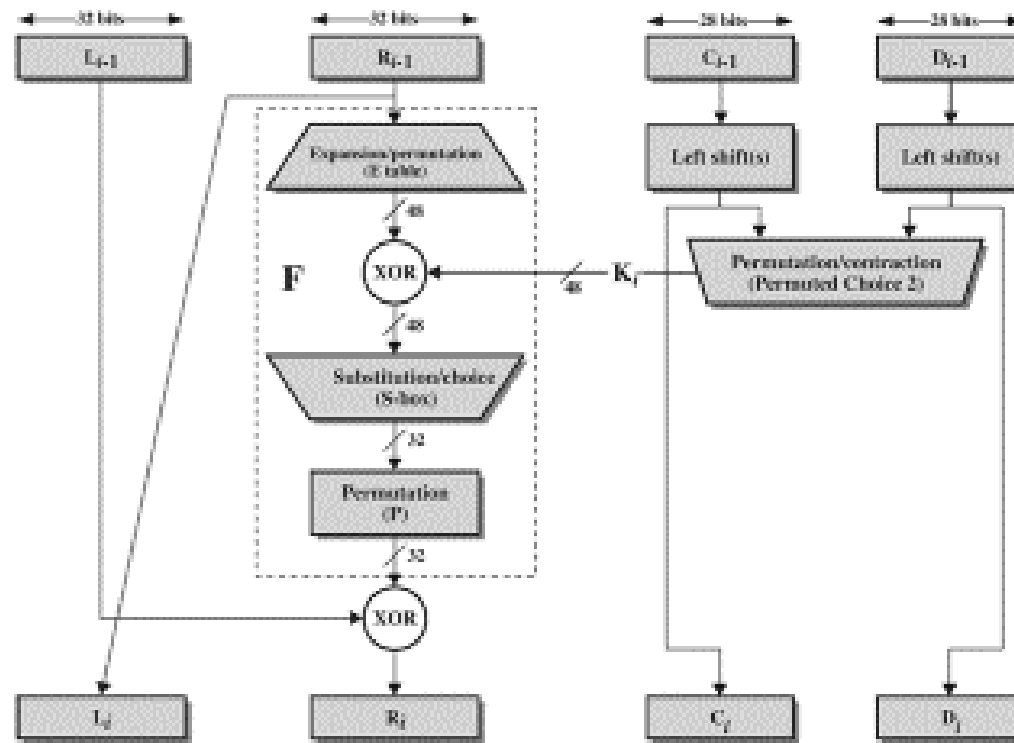 32 bits
32 bits
28 bits
28 bits
Li-1
Ri-1
Ci-1
Di-1
Expansion/permutation
(E table)
Left shift(s)
Left shift(s)
48
F
XOR
48
Ki
Permutation/contraction
(Permuted Choice 2)
48
Substitution/choice
(S-box)
32
Permutation
(P)
32
XOR
Li
Ri
Ci
Di